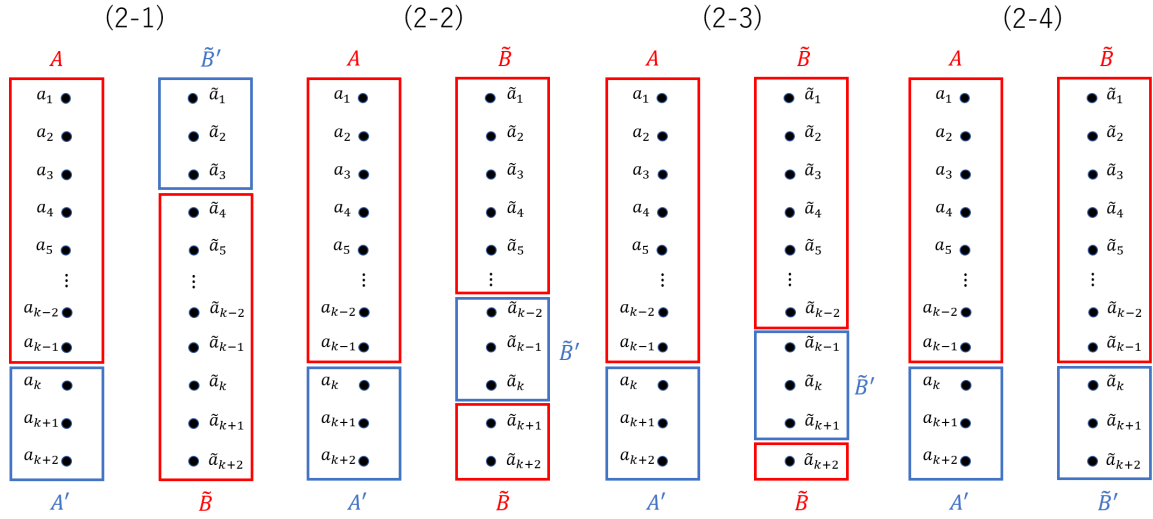 (2-1) (2-2) (2-3) (2-4)
A B̃′ A B̃ A B̃ A B̃
a₁ ã₁ a₁ ã₁ a₁ ã₁ a₁ ã₁
a₂ ã₂ a₂ ã₂ a₂ ã₂ a₂ ã₂
a₃ ã₃ a₃ ã₃ a₃ ã₃ a₃ ã₃
a₄ ã₄ a₄ ã₄ a₄ ã₄ a₄ ã₄
a₅ ã₅ a₅ ã₅ a₅ ã₅ a₅ ã₅
⋮ ⋮ ⋮ ⋮ ⋮ ⋮ ⋮ ⋮
aₖ₋₂ ãₖ₋₂ aₖ₋₂ ãₖ₋₂ aₖ₋₂ ãₖ₋₂ aₖ₋₂ ãₖ₋₂
aₖ₋₁ ãₖ₋₁ aₖ₋₁ ãₖ₋₁ B̃′ aₖ₋₁ ãₖ₋₁ aₖ₋₁ ãₖ₋₁
aₖ ãₖ aₖ ãₖ aₖ ãₖ B̃′ aₖ ãₖ
aₖ₊₁ ãₖ₊₁ aₖ₊₁ ãₖ₊₁ aₖ₊₁ ãₖ₊₁ aₖ₊₁ ãₖ₊₁
aₖ₊₂ ãₖ₊₂ aₖ₊₂ ãₖ₊₂ aₖ₊₂ ãₖ₊₂ aₖ₊₂ ãₖ₊₂
A′ B̃ A′ B̃ A′ B̃ A′ B̃′